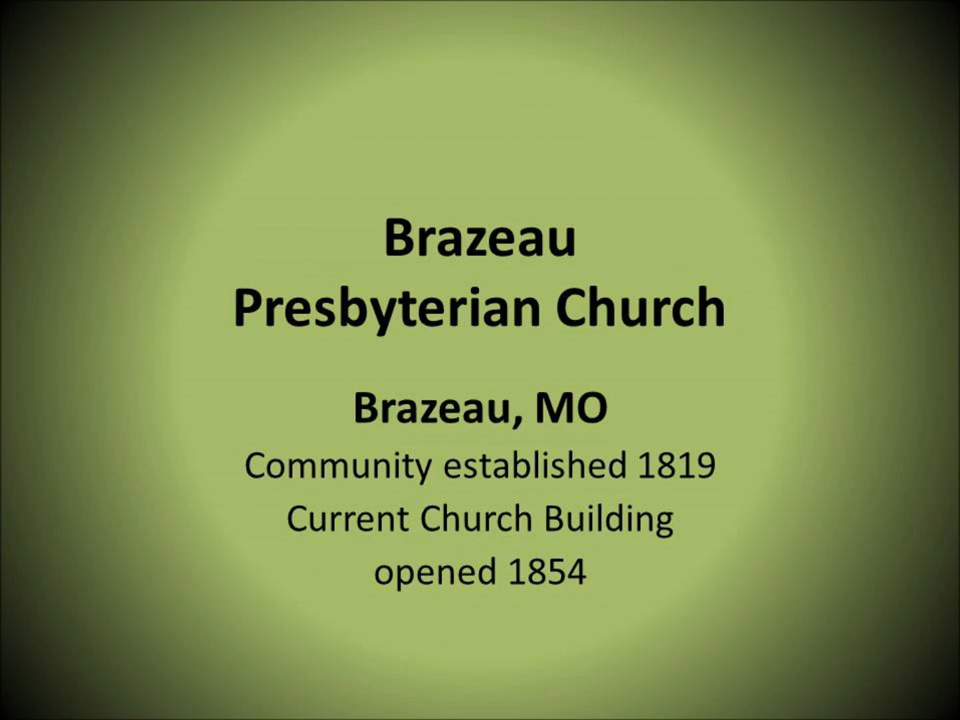 Brazeau
Presbyterian Church
Brazeau, MO
Community established 1819
Current Church Building
opened 1854